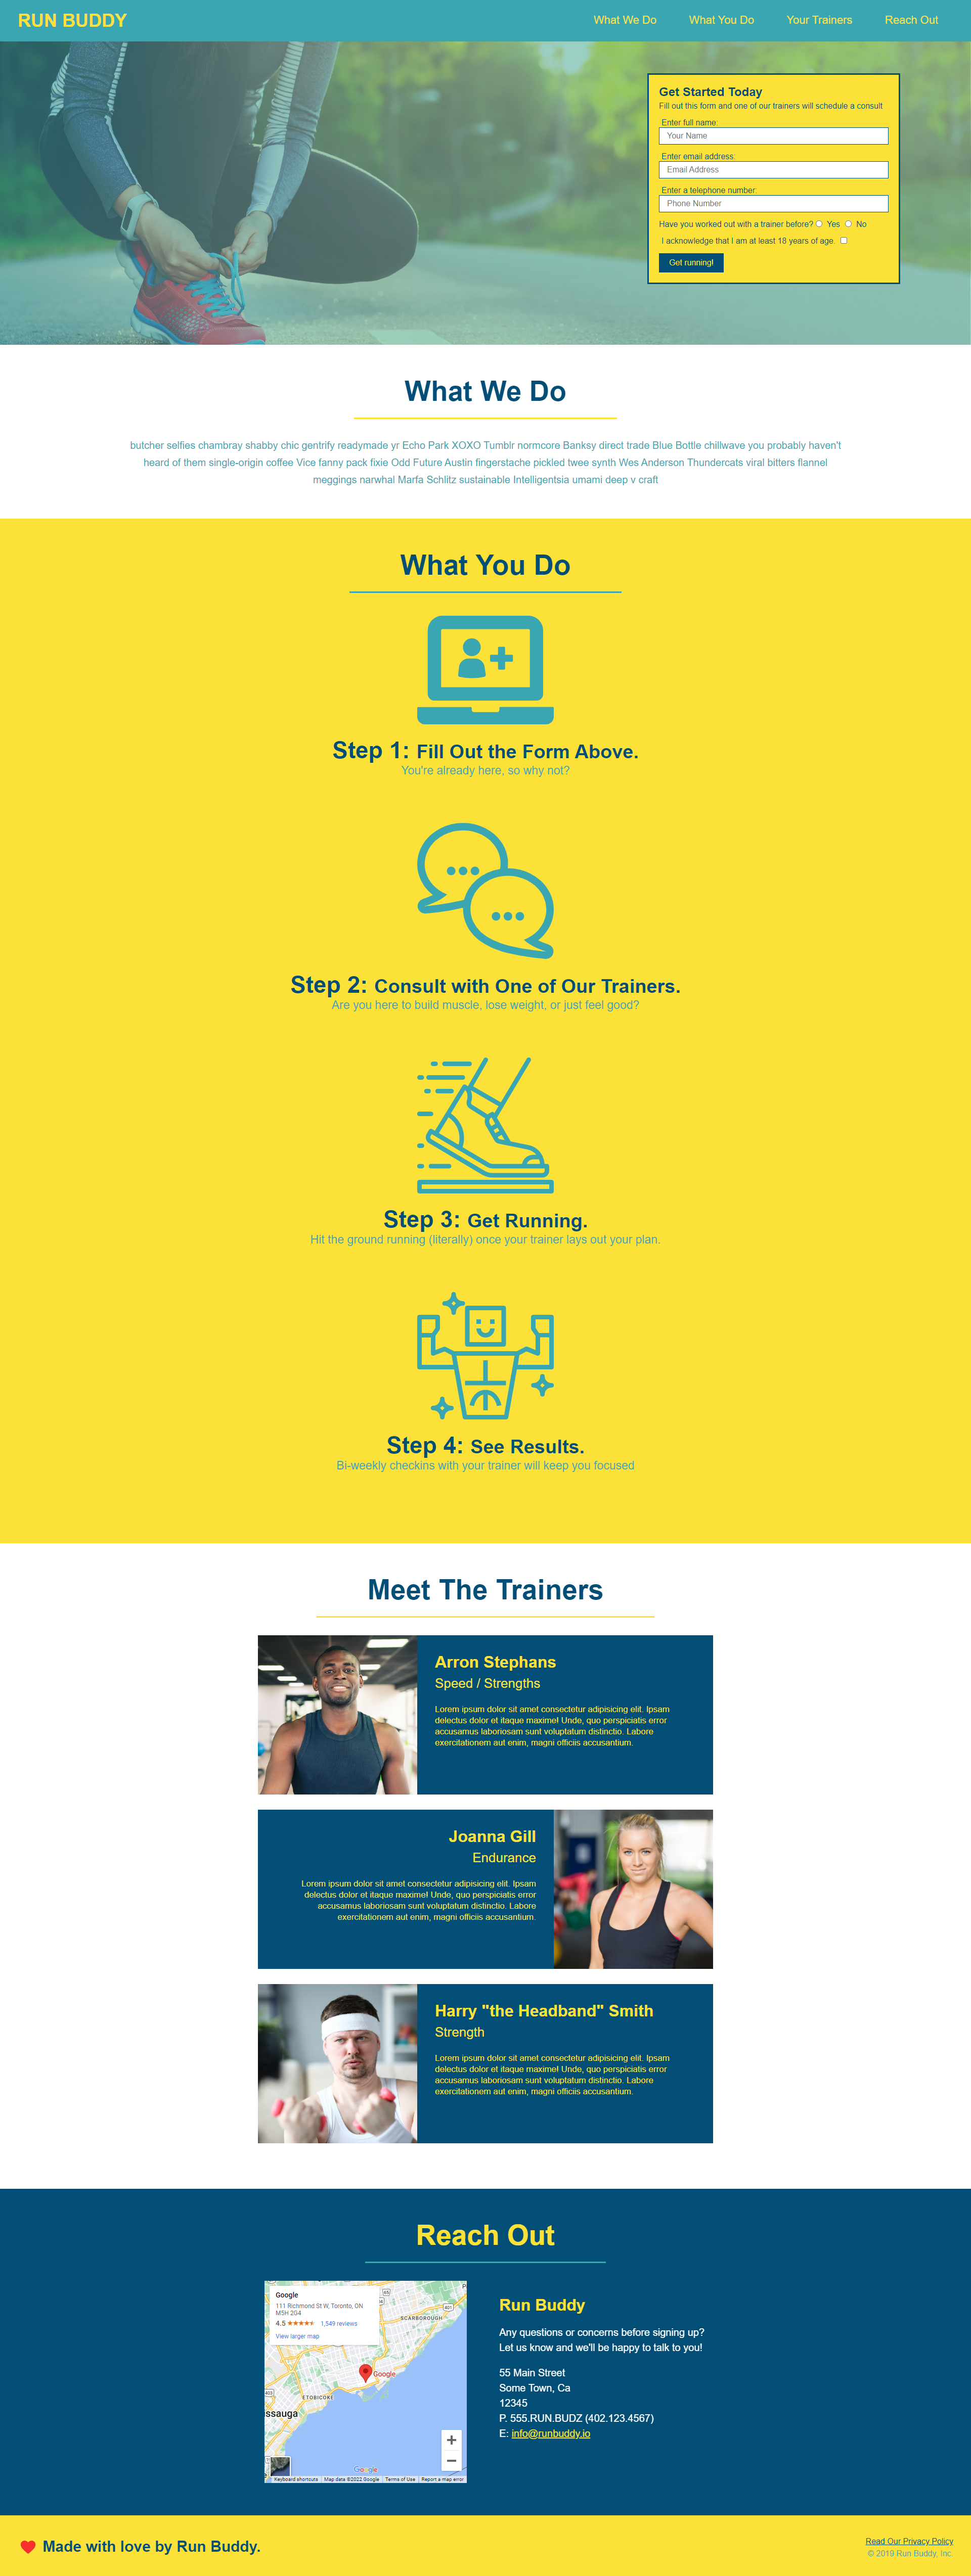 RUN BUDDY
What We Do
What You Do
Your Trainers
Reach Out
Get Started Today
Fill out this form and one of our trainers will schedule a consult
Enter full name:
Your Name
Enter email address:
Email Address
Enter a telephone number:
Phone Number
Have you worked out with a trainer before? Yes No
I acknowledge that I am at least 18 years of age.
Get running!
What We Do
butcher selfies chambray shabby chic gentrify readymade yr Echo Park XOXO Tumblr normcore Banksy direct trade Blue Bottle chillwave you probably haven't
heard of them single-origin coffee Vice fanny pack fixie Odd Future Austin fingerstache pickled twee synth Wes Anderson Thundercats viral bitters flannel
meggings narwhal Marfa Schlitz sustainable Intelligentsia umami deep v craft
What You Do
Step 1: Fill Out the Form Above.
You're already here, so why not?
Step 2: Consult with One of Our Trainers.
Are you here to build muscle, lose weight, or just feel good?
Step 3: Get Running.
Hit the ground running (literally) once your trainer lays out your plan.
Step 4: See Results.
Bi-weekly checkins with your trainer will keep you focused
Meet The Trainers
Arron Stephans
Speed / Strengths
Lorem ipsum dolor sit amet consectetur adipisicing elit. Ipsam
delectus dolor et itaque maxime! Unde, quo perspiciatis error
accusamus laboriosam sunt voluptatum distinctio. Labore
exercitationem aut enim, magni officiis accusantium.
Joanna Gill
Endurance
Lorem ipsum dolor sit amet consectetur adipisicing elit. Ipsam
delectus dolor et itaque maxime! Unde, quo perspiciatis error
accusamus laboriosam sunt voluptatum distinctio. Labore
exercitationem aut enim, magni officiis accusantium.
Harry "the Headband" Smith
Strength
Lorem ipsum dolor sit amet consectetur adipisicing elit. Ipsam
delectus dolor et itaque maxime! Unde, quo perspiciatis error
accusamus laboriosam sunt voluptatum distinctio. Labore
exercitationem aut enim, magni officiis accusantium.
Reach Out
Google
111 Richmond St W, Toronto, ON
M5H 2G4
4.5 1,549 reviews
View larger map
401
SCARBOROUGH
401
Google
403
ETOBICOKE
ssauga
Google
Keyboard shortcuts Map data ©2022 Google Terms of Use Report a map error
Run Buddy
Any questions or concerns before signing up?
Let us know and we'll be happy to talk to you!
55 Main Street
Some Town, Ca
12345
P. 555.RUN.BUDZ (402.123.4567)
E: info@runbuddy.io
Made with love by Run Buddy.
Read Our Privacy Policy
© 2019 Run Buddy, Inc.